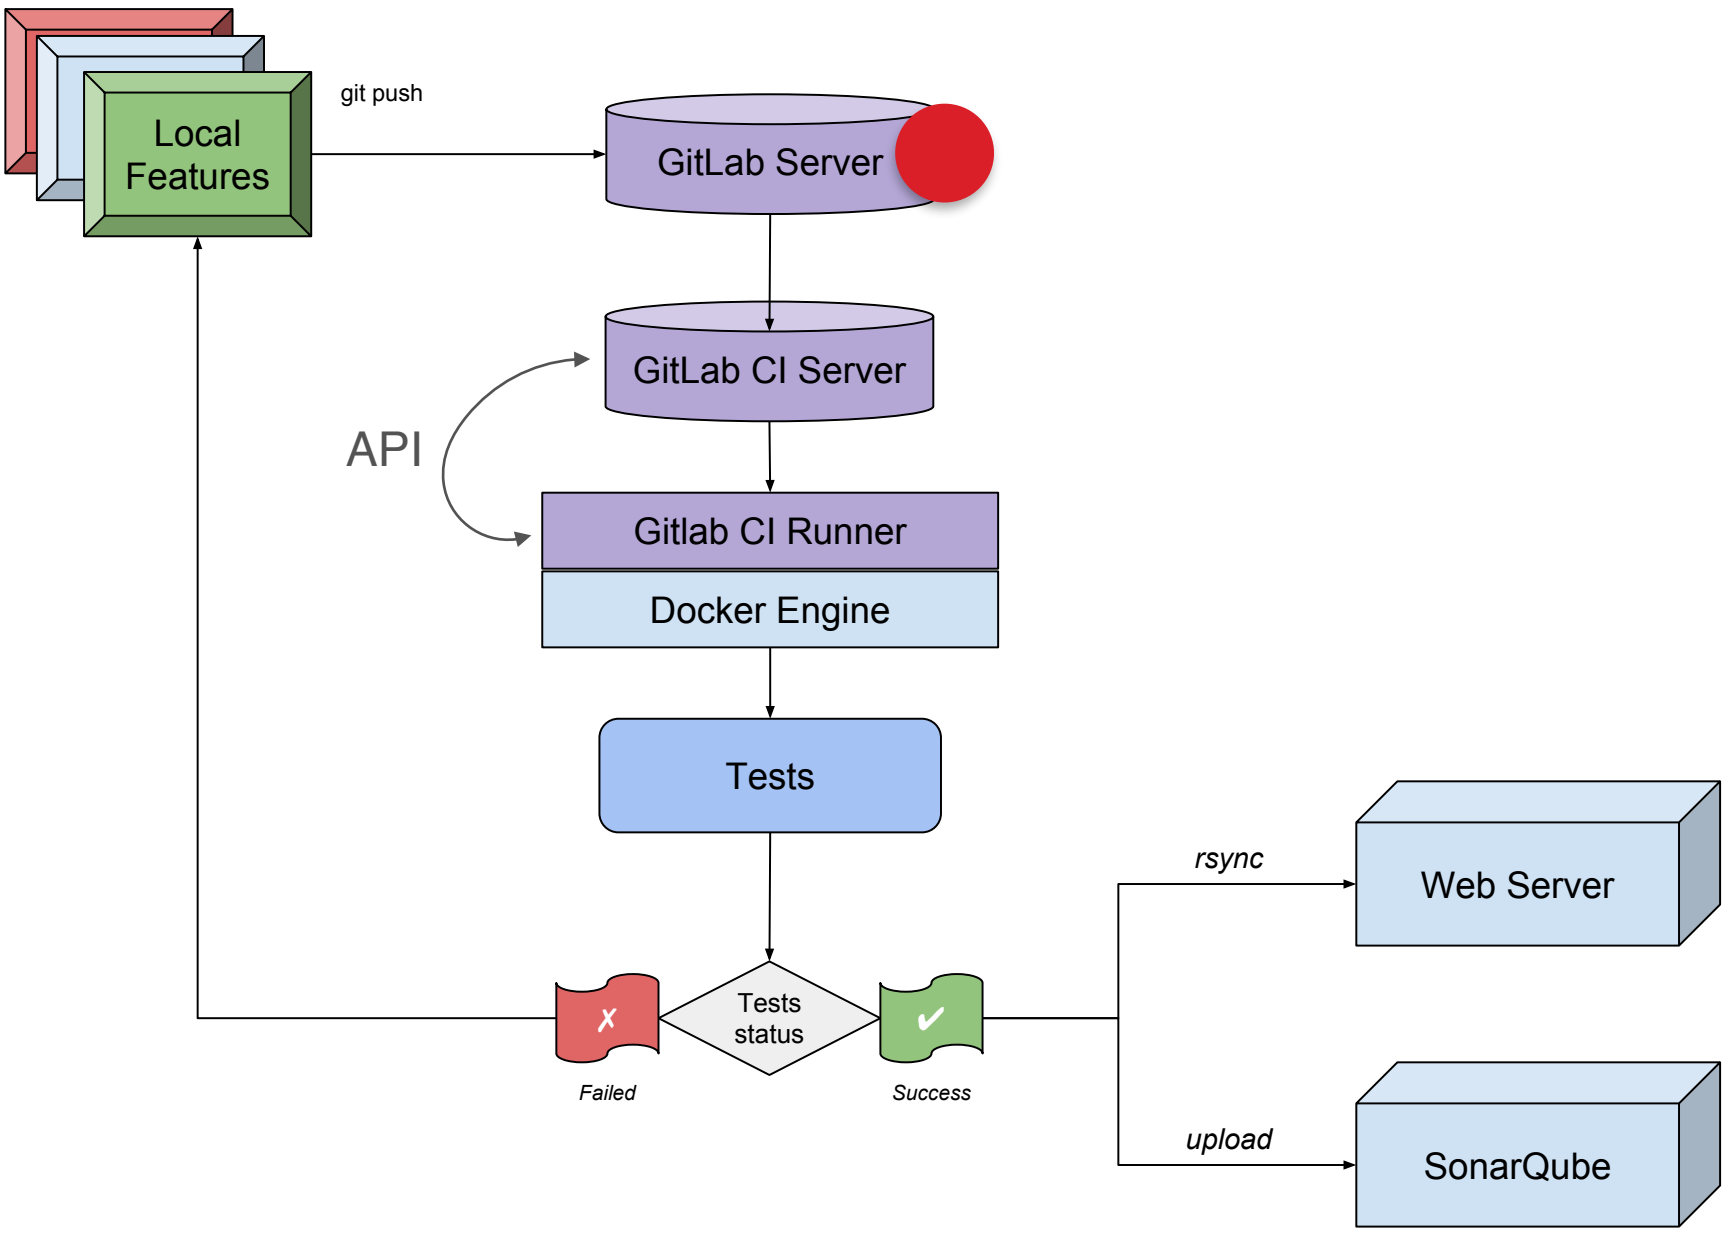 git push
Local
Features
GitLab Server
GitLab CI Server
API
Gitlab CI Runner
Docker Engine
Tests
rsync
Web Server
✗
Tests
status
✔
Failed
Success
upload
SonarQube